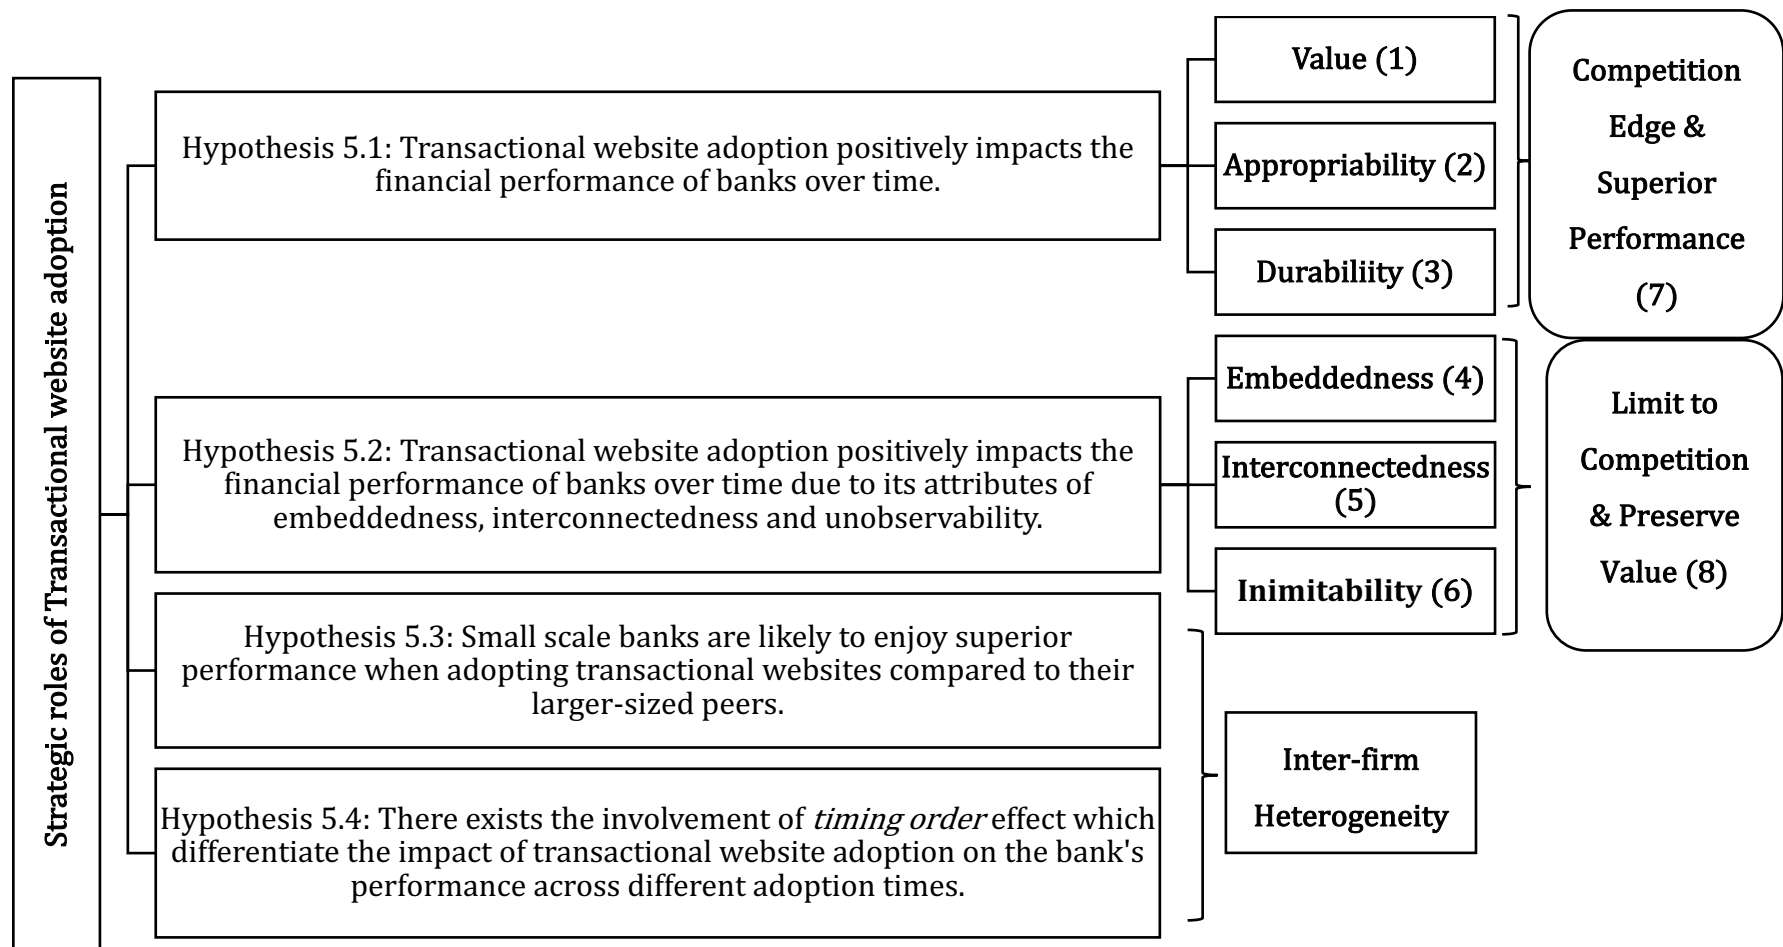 Strategic roles of Transactional website adoption
Hypothesis 5.1: Transactional website adoption positively impacts the
financial performance of banks over time.
Value (1)
Appropriability (2)
Durabiliity (3)
Competition
Edge &
Superior
Performance
(7)
Hypothesis 5.2: Transactional website adoption positively impacts the
financial performance of banks over time due to its attributes of
embeddedness, interconnectedness and unobservability.
Embeddedness (4)
Interconnectedness
(5)
Inimitability (6)
Limit to
Competition
& Preserve
Value (8)
Hypothesis 5.3: Small scale banks are likely to enjoy superior
performance when adopting transactional websites compared to their
larger-sized peers.
Hypothesis 5.4: There exists the involvement of timing order effect which
differentiate the impact of transactional website adoption on the bank's
performance across different adoption times.
Inter-firm
Heterogeneity